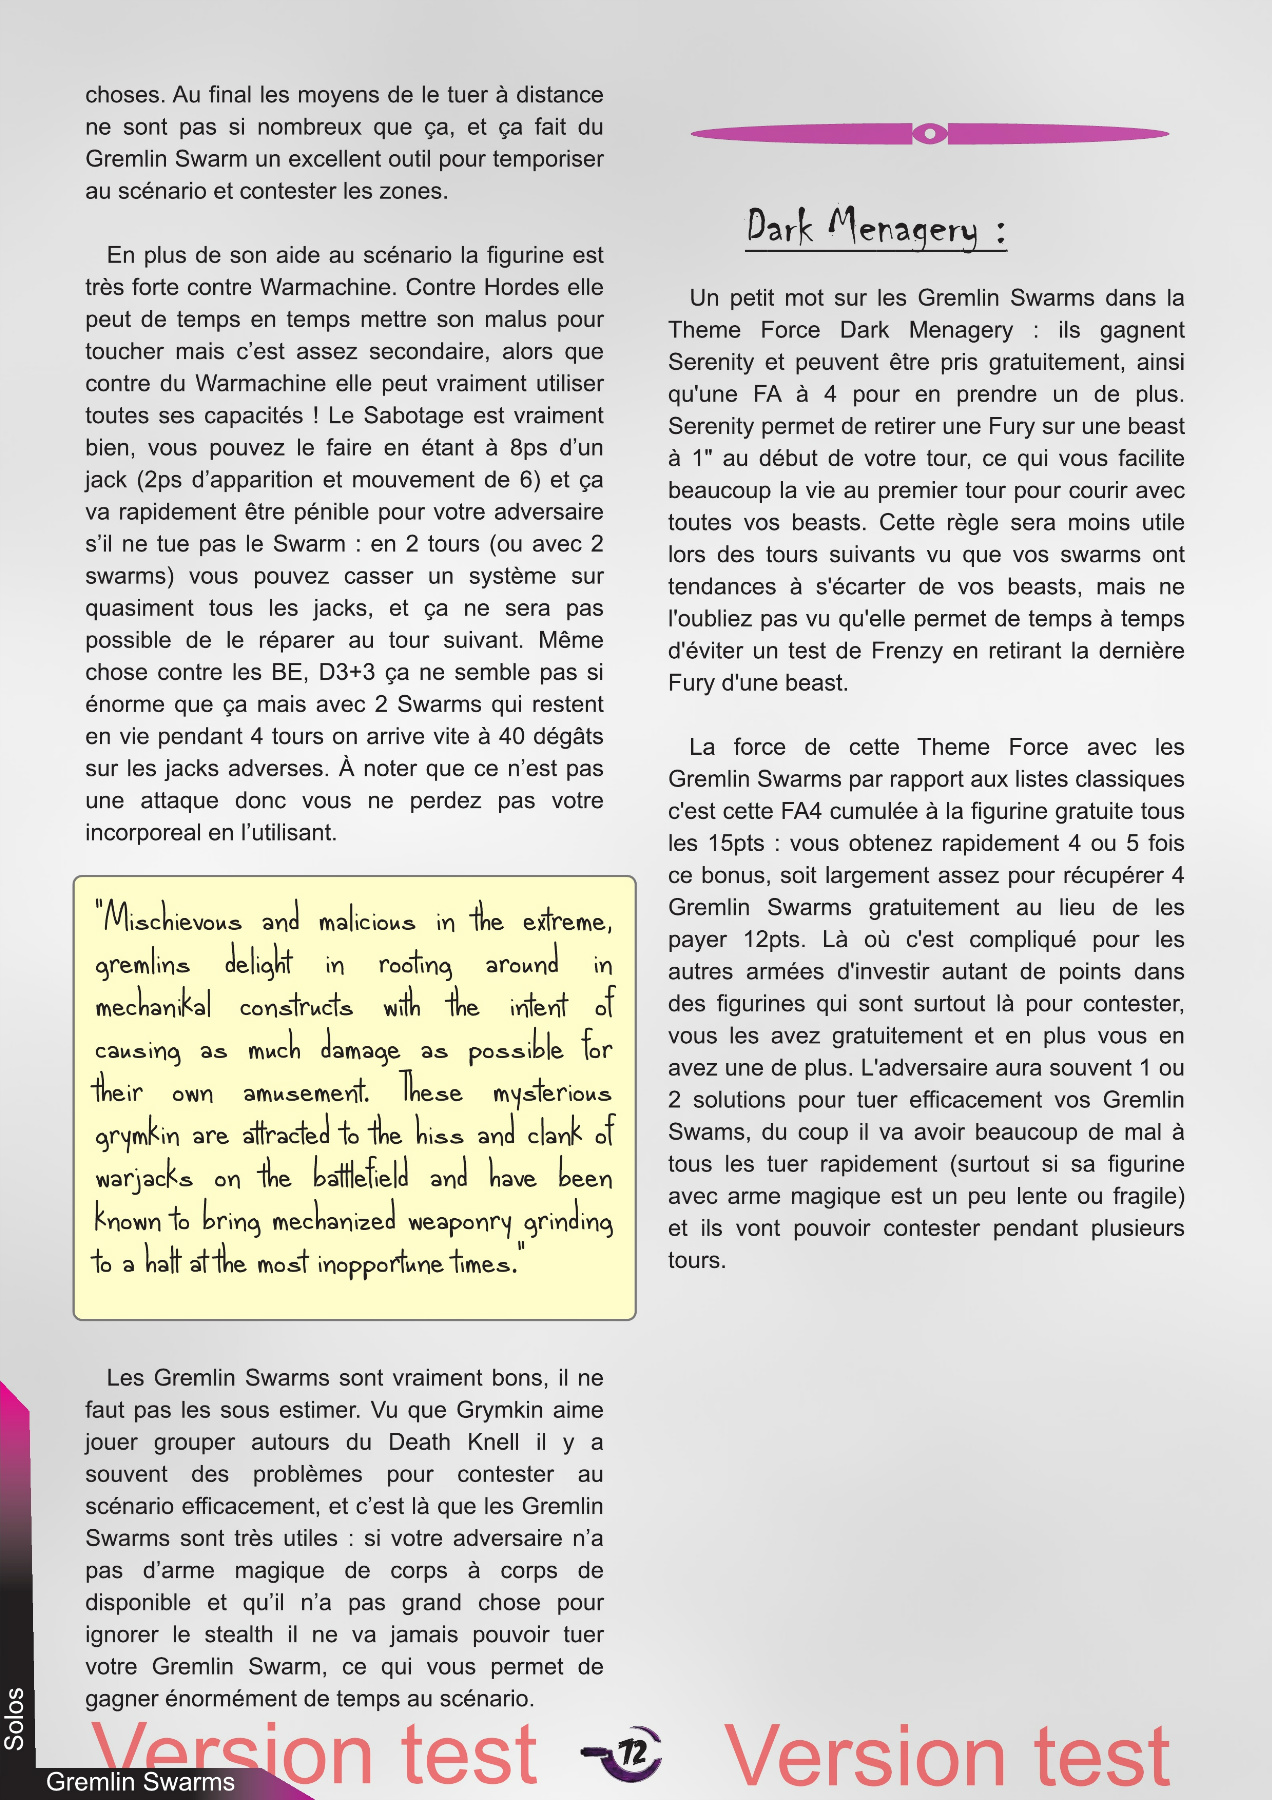 choses. Au final les moyens de le tuer à distance
ne sont pas si nombreux que ça, et ça fait du
Gremlin Swarm un excellent outil pour temporiser
au scénario et contester les zones.
En plus de son aide au scénario la figurine est
très forte contre Warmachine. Contre Hordes elle
peut de temps en temps mettre son malus pour
toucher mais c’est assez secondaire, alors que
contre du Warmachine elle peut vraiment utiliser
toutes ses capacités ! Le Sabotage est vraiment
bien, vous pouvez le faire en étant à 8ps d’un
jack (2ps d’apparition et mouvement de 6) et ça
va rapidement être pénible pour votre adversaire
s’il ne tue pas le Swarm : en 2 tours (ou avec 2
swarms) vous pouvez casser un système sur
quasiment tous les jacks, et ça ne sera pas
possible de le réparer au tour suivant. Même
chose contre les BE, D3+3 ça ne semble pas si
énorme que ça mais avec 2 Swarms qui restent
en vie pendant 4 tours on arrive vite à 40 dégâts
sur les jacks adverses. À noter que ce n’est pas
une attaque donc vous ne perdez pas votre
incorporeal en l’utilisant.
"Mischievous and malicious in the extreme,
gremlins delight in rooting around in
mechanikal constructs with the intent of
causing as much damage as possible for
their own amusement. These mysterious
grymkin are attracted to the hiss and clank of
warjacks on the battlefield and have been
known to bring mechanized weaponry grinding
to a halt at the most inopportune times."
Les Gremlin Swarms sont vraiment bons, il ne
faut pas les sous estimer. Vu que Grymkin aime
jouer grouper autours du Death Knell il y a
souvent des problèmes pour contester au
scénario efficacement, et c’est là que les Gremlin
Swarms sont très utiles : si votre adversaire n’a
pas d’arme magique de corps à corps de
disponible et qu’il n’a pas grand chose pour
ignorer le stealth il ne va jamais pouvoir tuer
votre Gremlin Swarm, ce qui vous permet de
gagner énormément de temps au scénario.
Dark Menagery :
Un petit mot sur les Gremlin Swarms dans la
Theme Force Dark Menagery : ils gagnent
Serenity et peuvent être pris gratuitement, ainsi
qu'une FA à 4 pour en prendre un de plus.
Serenity permet de retirer une Fury sur une beast
à 1" au début de votre tour, ce qui vous facilite
beaucoup la vie au premier tour pour courir avec
toutes vos beasts. Cette règle sera moins utile
lors des tours suivants vu que vos swarms ont
tendances à s'écarter de vos beasts, mais ne
l'oubliez pas vu qu'elle permet de temps à temps
d'éviter un test de Frenzy en retirant la dernière
Fury d'une beast.
La force de cette Theme Force avec les
Gremlin Swarms par rapport aux listes classiques
c'est cette FA4 cumulée à la figurine gratuite tous
les 15pts : vous obtenez rapidement 4 ou 5 fois
ce bonus, soit largement assez pour récupérer 4
Gremlin Swarms gratuitement au lieu de les
payer 12pts. Là où c'est compliqué pour les
autres armées d'investir autant de points dans
des figurines qui sont surtout là pour contester,
vous les avez gratuitement et en plus vous en
avez une de plus. L'adversaire aura souvent 1 ou
2 solutions pour tuer efficacement vos Gremlin
Swams, du coup il va avoir beaucoup de mal à
tous les tuer rapidement (surtout si sa figurine
avec arme magique est un peu lente ou fragile)
et ils vont pouvoir contester pendant plusieurs
tours.
Solos
Gremlin Swarms
Version test
72
Version test